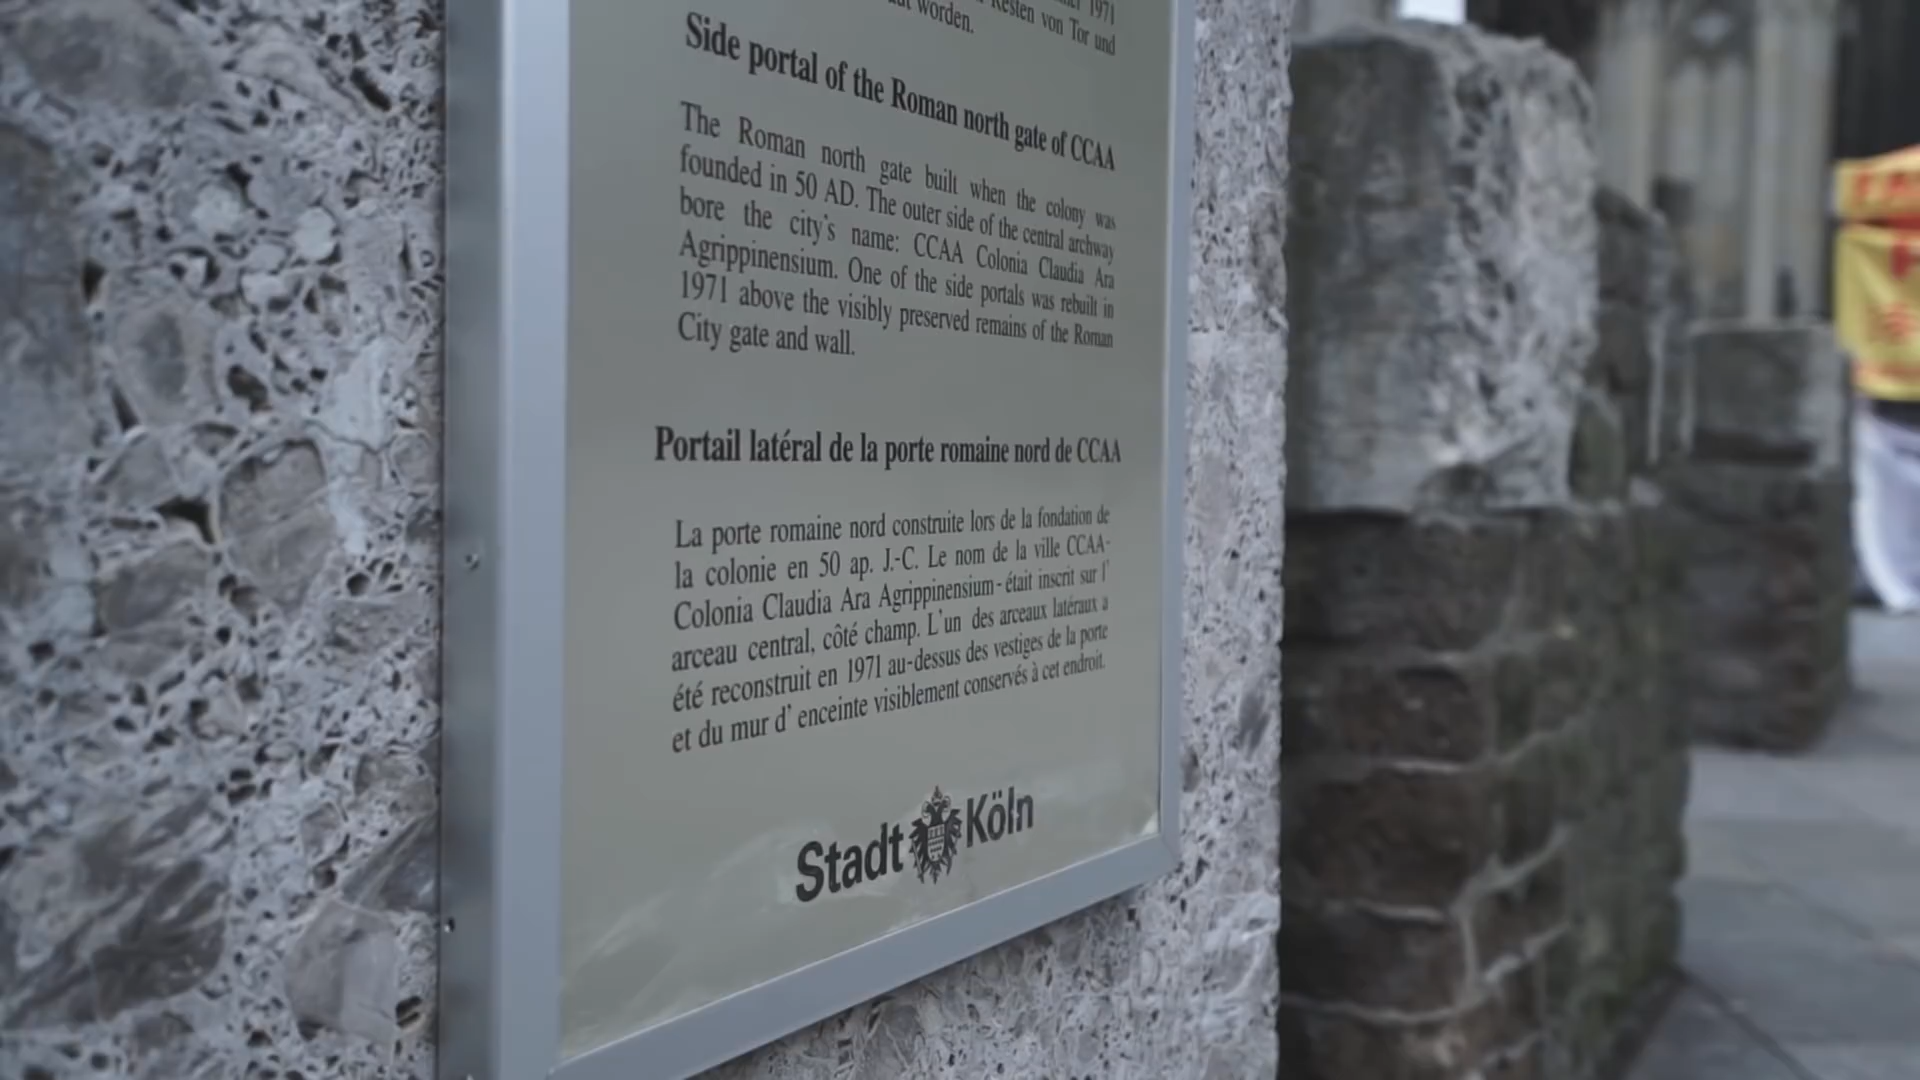 1971
Resten von Tor und
worden.
Side portal of the Roman north gate of CCAA
The Roman north gate built when the colony was
founded in 50 AD. The outer side of the central archway
bore the city's name: CCAA Colonia Claudia Ara
Agrippinensium. One of the side portals was rebuilt in
1971 above the visibly preserved remains of the Roman
City gate and wall.
Portail latéral de la porte romaine nord de CCAA
La porte romaine nord construite lors de la fondation de
la colonie en 50 ap. J.-C. Le nom de la ville CCAA-
Colonia Claudia Ara Agrippinensium - était inscrit sur l'
arceau central, côté champ. L'un des arceaux latéraux a
été reconstruit en 1971 au-dessus des vestiges de la porte
et du mur d' enceinte visiblement conservés à cet endroit.
Stadt Köln